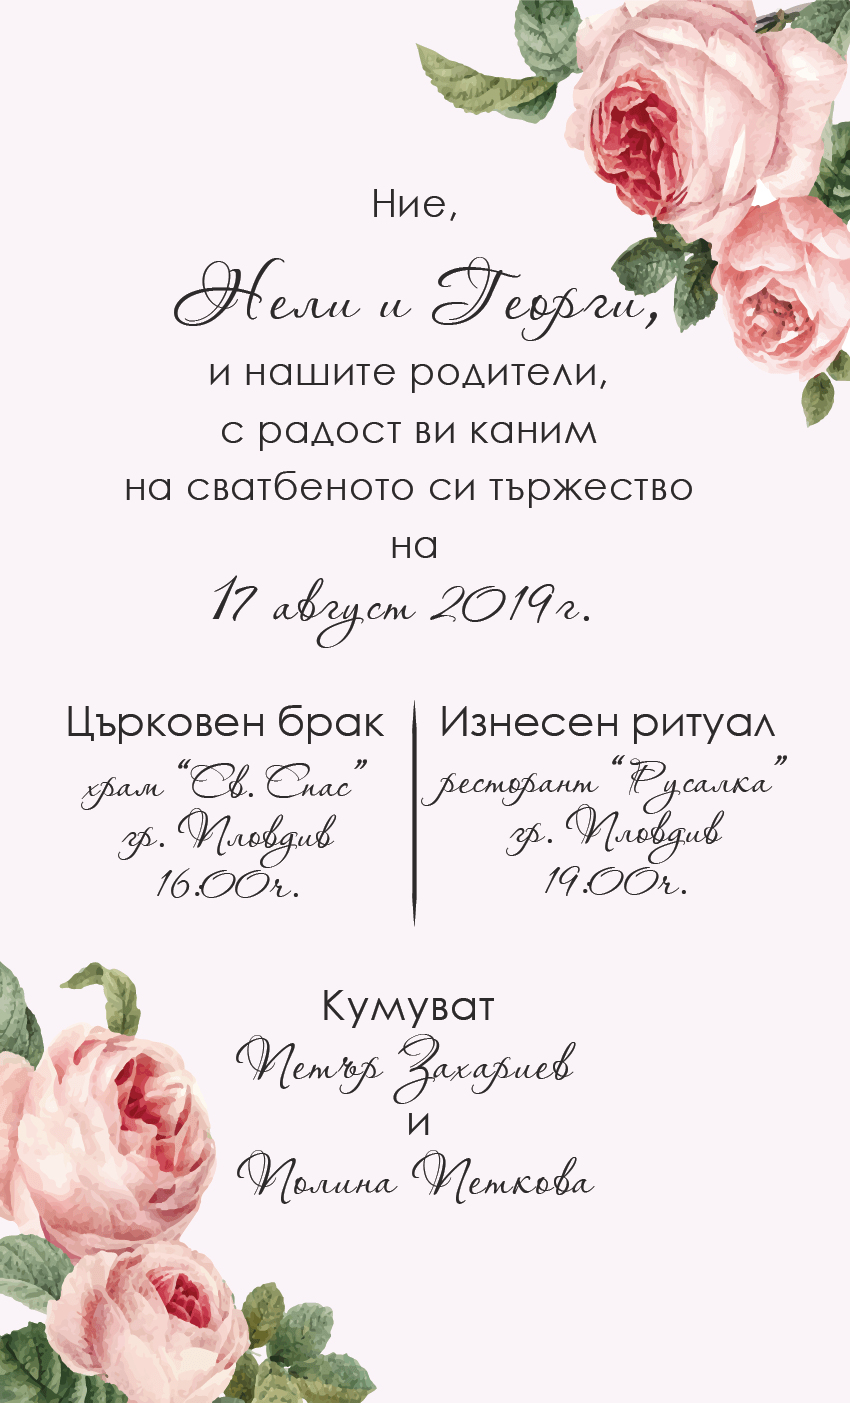 Ние,
Нели и Георги,
и нашите родители,
с радост ви каним
на сватбеното си тържество
на
17 август 2019г.
Църковен брак
храм “Св. Спас”
гр. Пловдив
16:00ч.
Изнесен ритуал
ресторант “Русалка”
гр. Пловдив
19:00ч.
Кумуват
Петър Захариев
и
Полина Петкова